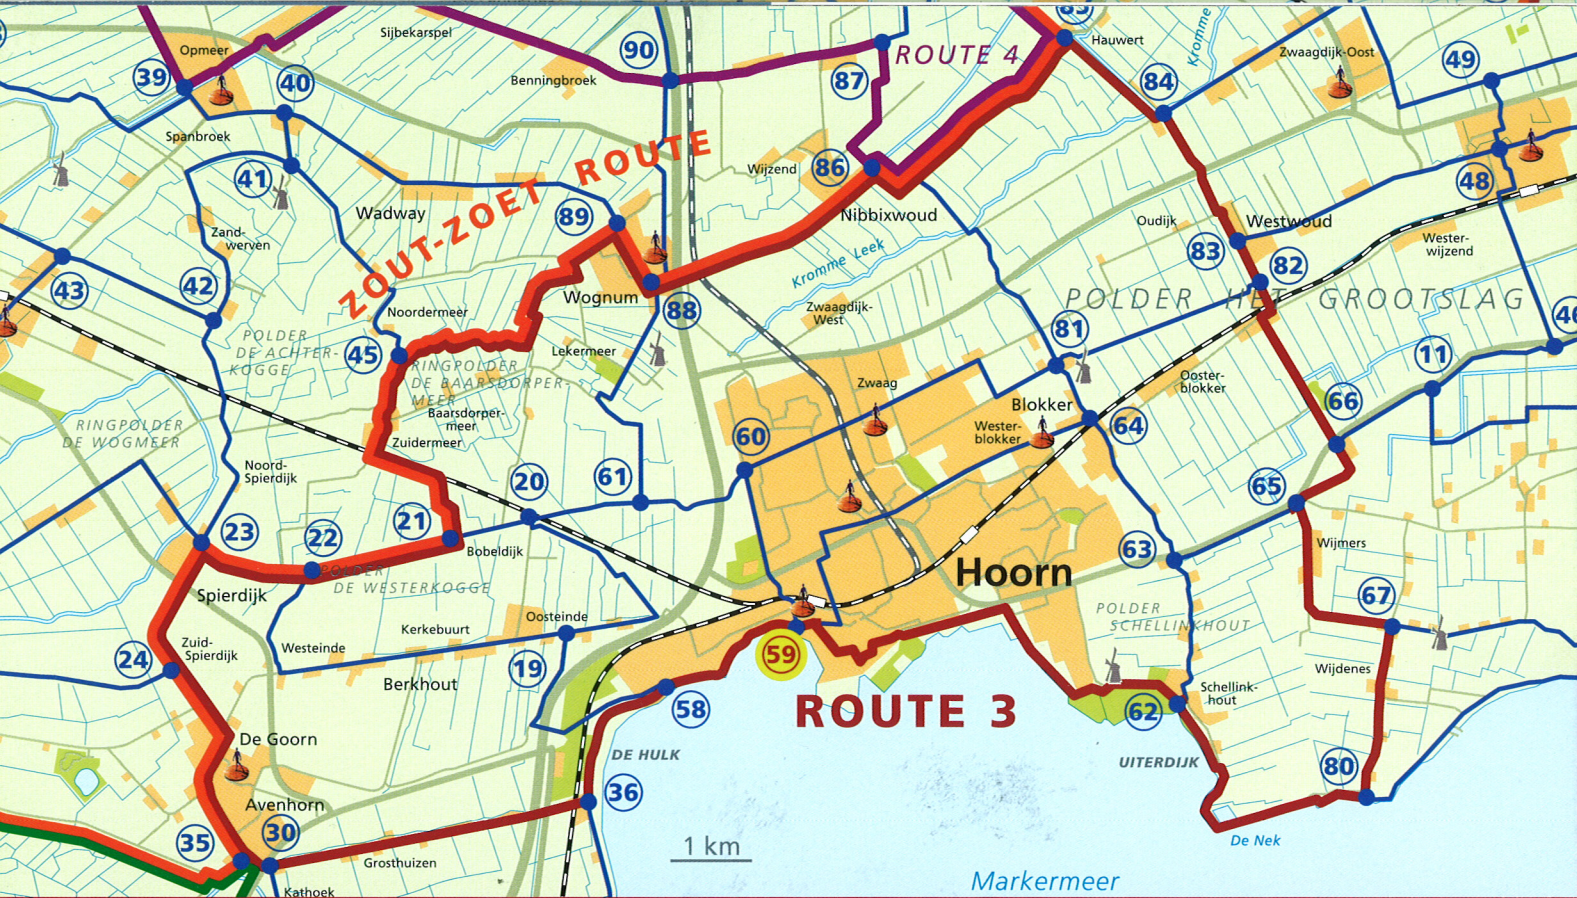 Sijbekarspel
Opmeer
90
ROUTE 4
Hauwert
Kromme
Zwaagdijk-Oost
49
39
40
Benningbroek
87
84
Spanbroek
ROUTE
Wijzend
86
48
41
ZOUT-ZOET
Wadway
89
Nibbixwoud
Oudijk
Westwoud
Zand-
werven
Kromme Leek
83
82
Wester-
wijzend
43
42
Wognum
88
POLDER HET GROOTSLAG
Noordermeer
Zwaagdijk-
West
81
46
POLDER
DE ACHTER-
KOGGE
45
Lekermeer
11
RINGPOLDER
DE BAARSDORPER-
MEER
Zwaag
Ooster-
blokker
Baarsdorper-
meer
Blokker
66
RINGPOLDER
DE WOGMEER
Zuidermeer
60
Wester-
blokker
64
Noord-
Spierdijk
20
61
65
23
22
21
Bobeldijk
63
Wijmers
POLDER
DE WESTERKOGGE
Hoorn
Spierdijk
67
Oosteinde
POLDER
SCHELLINKHOUT
Kerkebuurt
Zuid-
Spierdijk
Westeinde
24
19
59
Wijdenes
Berkhout
58
ROUTE 3
62
Schellink-
hout
De Goorn
DE HULK
UITERDIJK
80
36
Avenhorn
35
30
1 km
De Nek
Grosthuizen
Kathoek
Markermeer